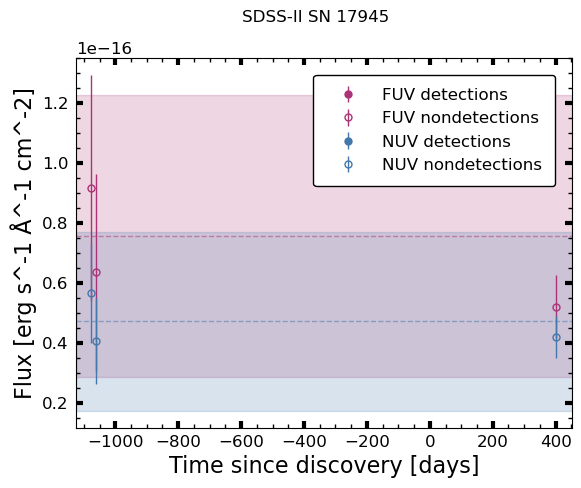 SDSS-II SN 17945
1e−16
FUV detections
FUV nondetections
NUV detections
NUV nondetections
1.2
1.0
0.8
0.6
0.4
0.2
Flux [erg s^-1 Å^-1 cm^-2]
−1000 −800 −600 −400 −200 0 200 400
Time since discovery [days]